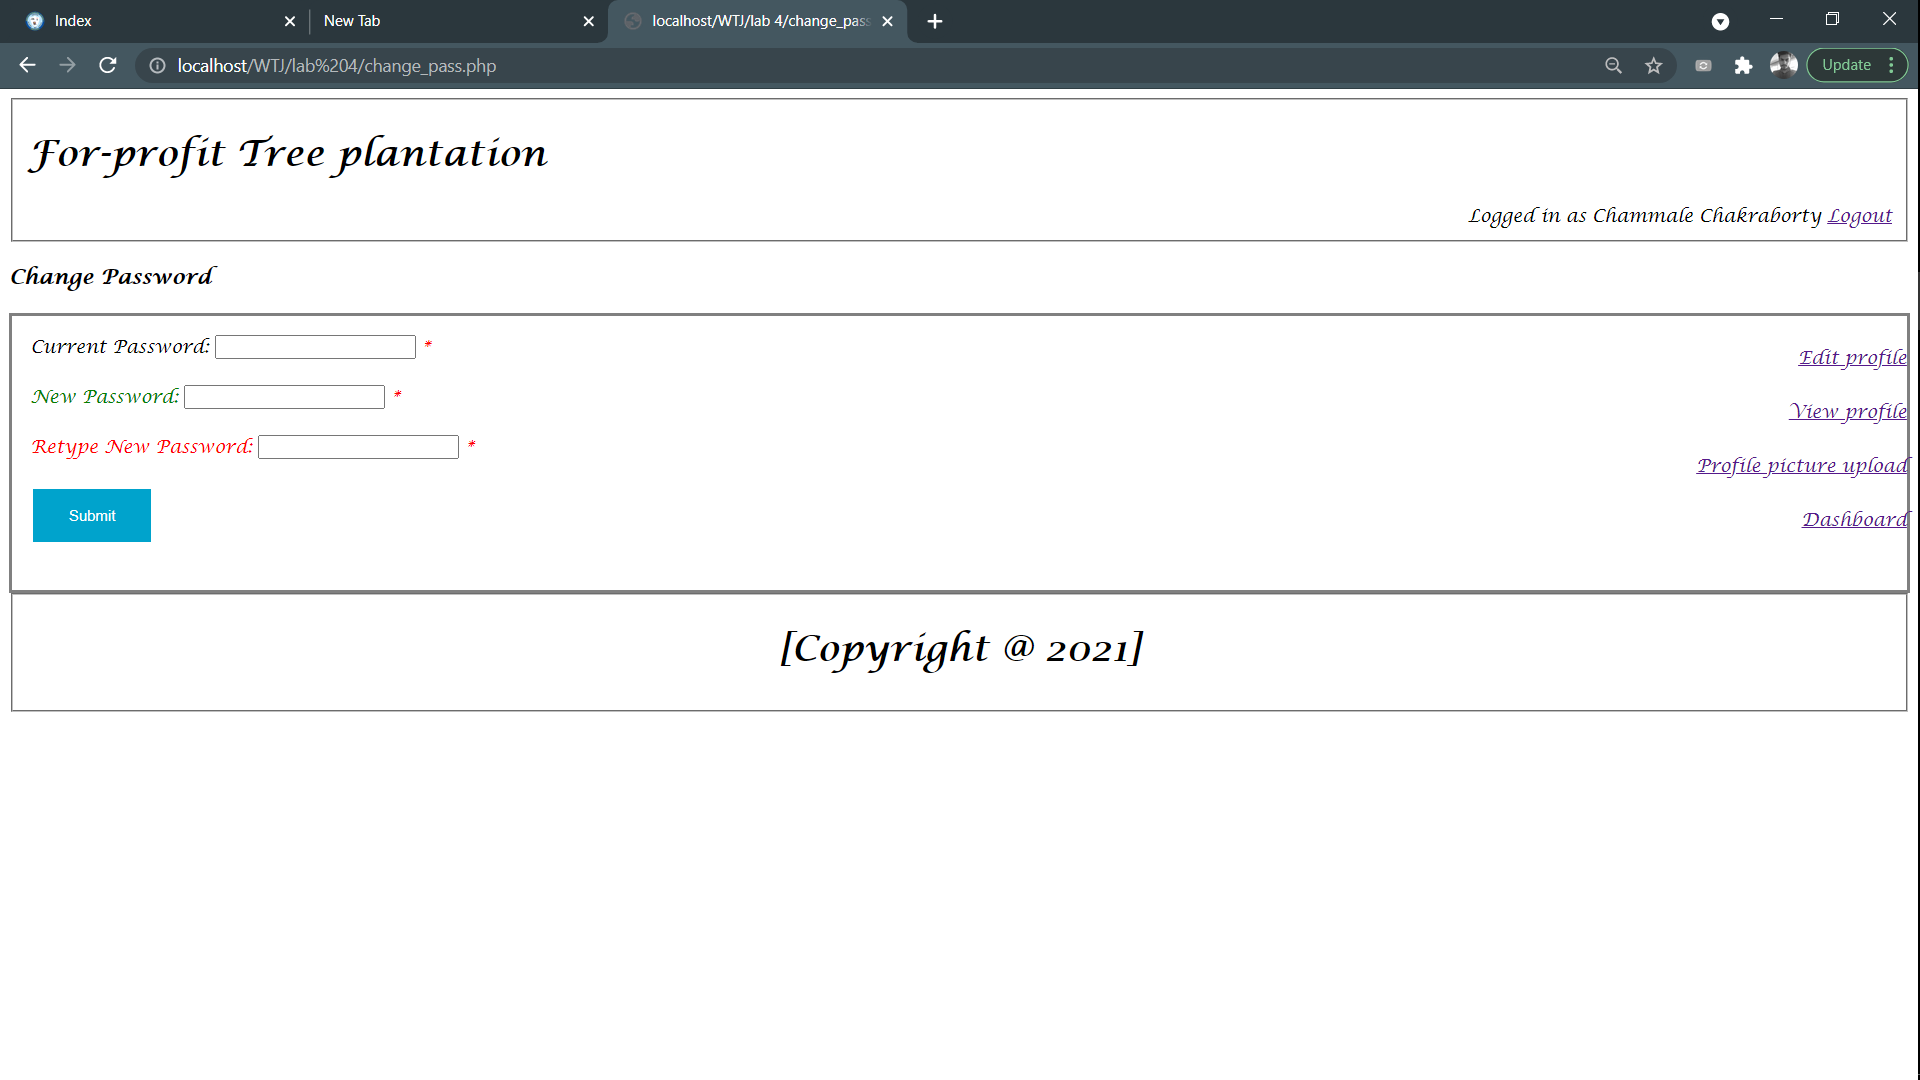 Index
New Tab
localhost/WTJ/lab 4/change_pass
localhost/WTJ/lab%204/change_pass.php
Update
For-profit Tree plantation
Logged in as Chammale Chakraborty Logout
Change Password
Current Password: *
New Password: *
Retype New Password: *
Submit
Edit profile
View profile
Profile picture upload
Dashboard
[Copyright @ 2021]